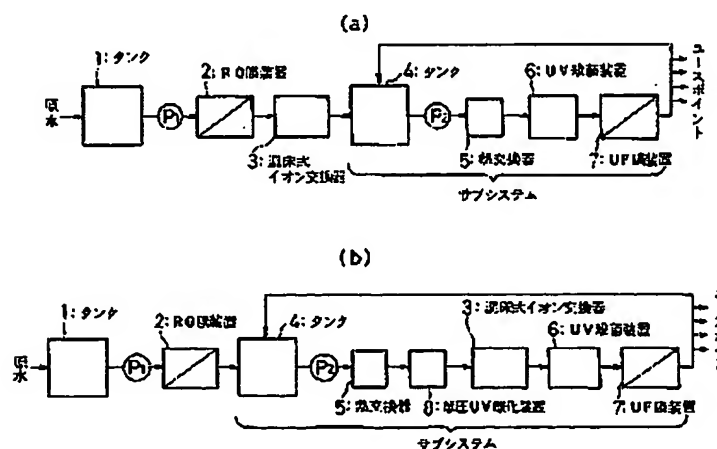 (a)
1:タンク
2:RO膜装置
4:タンク
6:UV殺菌装置
ユースポイント
原水
P1
P2
3:混床式
イオン交換器
5:熱交換器
7:UF膜装置
サブシステム
(b)
1:タンク
2:RO膜装置
4:タンク
3:混床式イオン交換器
6:UV殺菌装置
原水
P1
P2
5:熱交換器
8:低圧UV酸化装置
7:UF膜装置
サブシステム